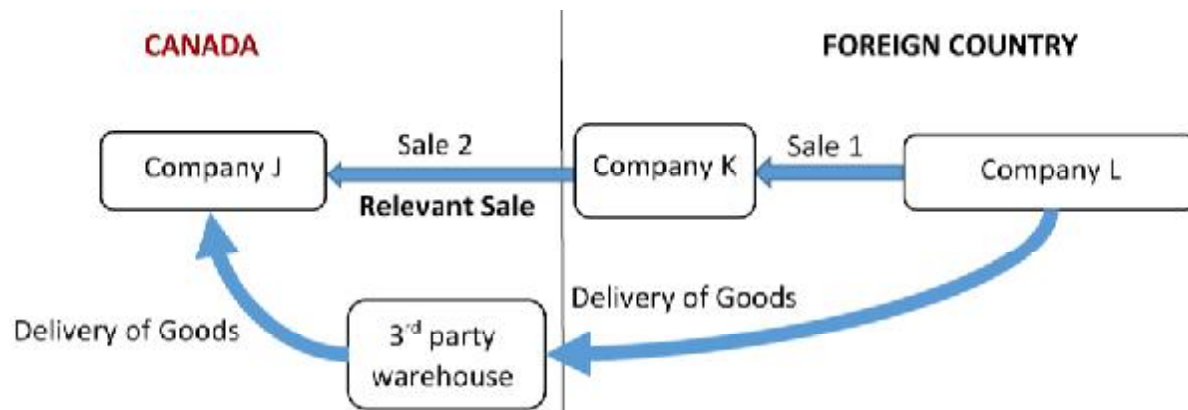 CANADA
FOREIGN COUNTRY
Company J
Sale 2
Relevant Sale
Company K
Sale 1
Company L
Delivery of Goods
Delivery of Goods
3rd party
warehouse